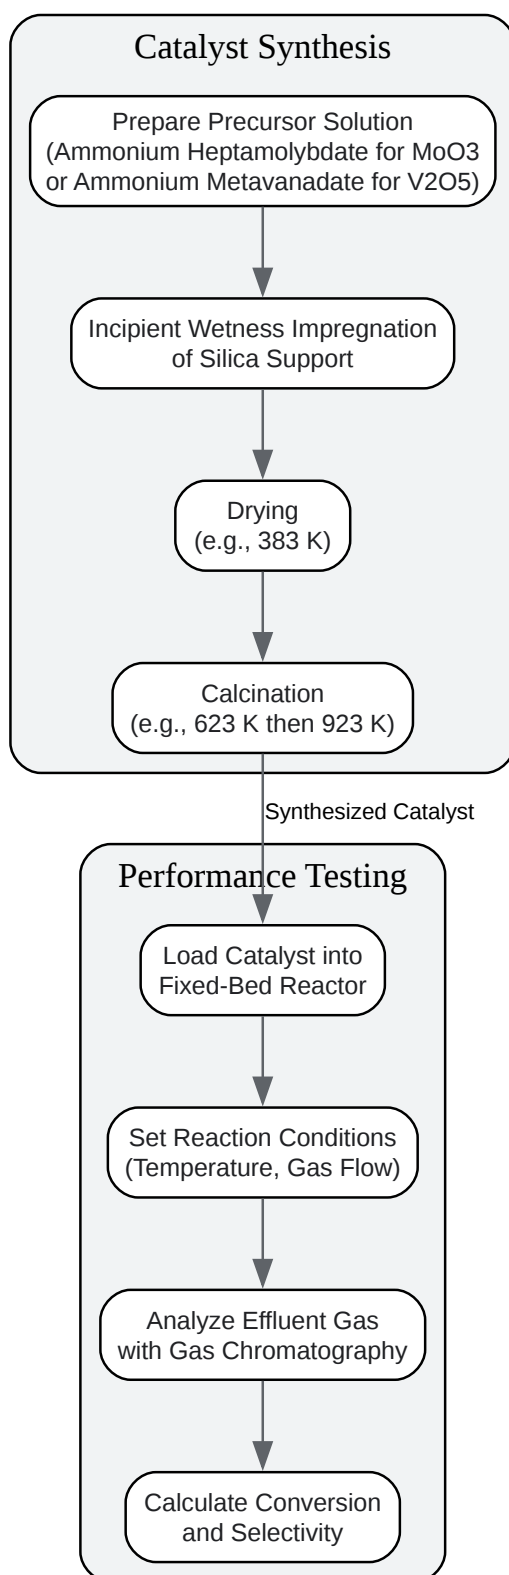 Catalyst Synthesis
Prepare Precursor Solution
(Ammonium Heptamolybdate for MoO3
or Ammonium Metavanadate for V2O5)
Incipient Wetness Impregnation
of Silica Support
Drying
(e.g., 383 K)
Calcination
(e.g., 623 K then 923 K)
Synthesized Catalyst
Performance Testing
Load Catalyst into
Fixed-Bed Reactor
Set Reaction Conditions
(Temperature, Gas Flow)
Analyze Effluent Gas
with Gas Chromatography
Calculate Conversion
and Selectivity